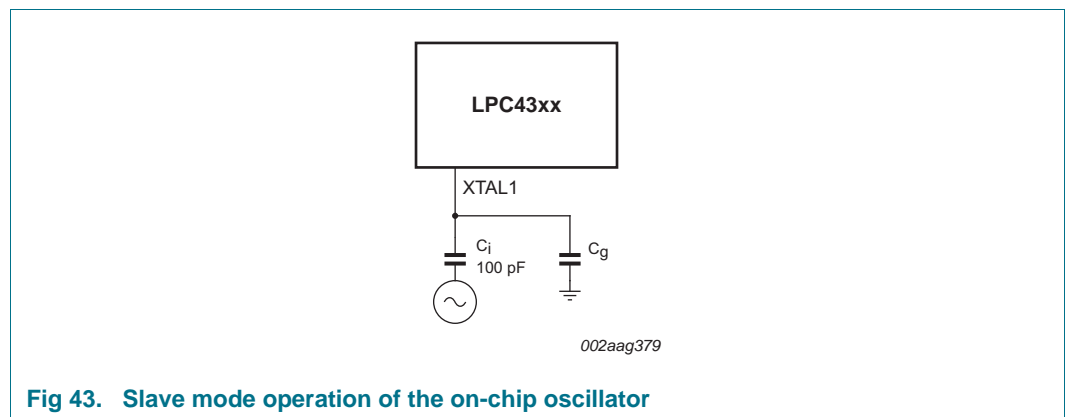 LPC43xx
XTAL1
Ci
100 pF
Cg
002aag379
Fig 43. Slave mode operation of the on-chip oscillator